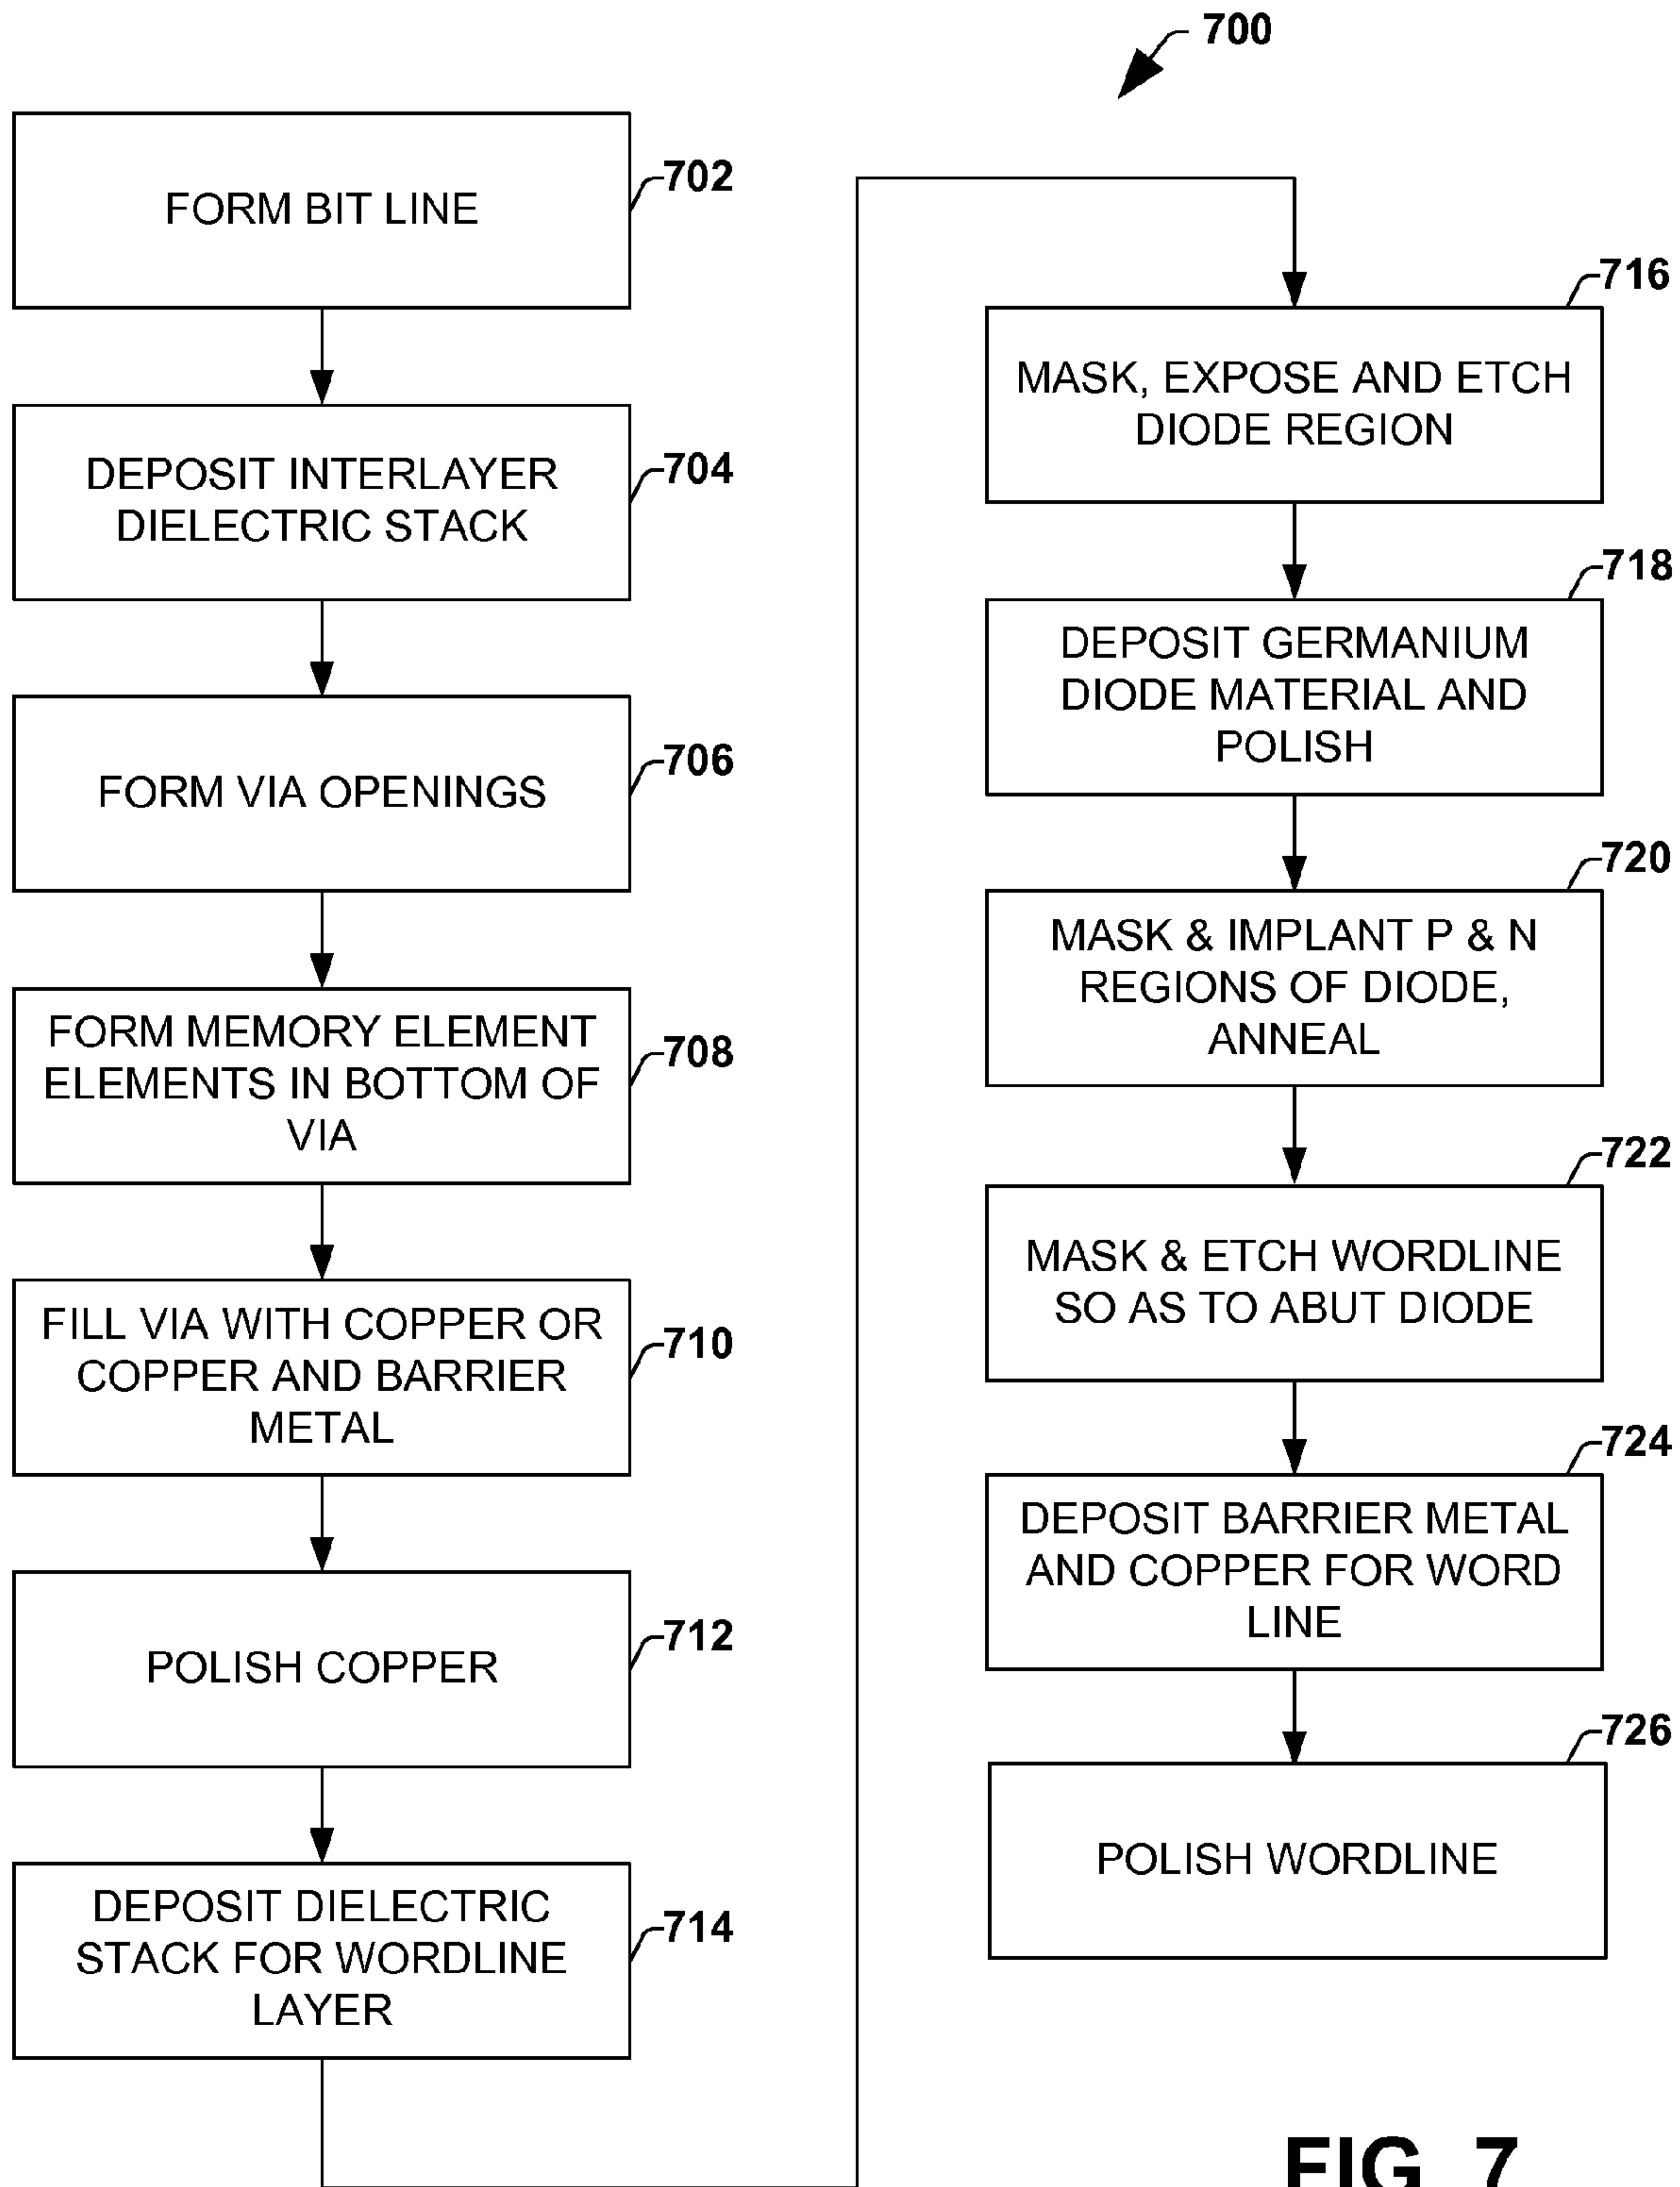 700
FORM BIT LINE
702
DEPOSIT INTERLAYER
DIELECTRIC STACK
704
FORM VIA OPENINGS
706
FORM MEMORY ELEMENT
ELEMENTS IN BOTTOM OF
VIA
708
FILL VIA WITH COPPER OR
COPPER AND BARRIER
METAL
710
POLISH COPPER
712
DEPOSIT DIELECTRIC
STACK FOR WORDLINE
LAYER
714
716
MASK, EXPOSE AND ETCH
DIODE REGION
718
DEPOSIT GERMANIUM
DIODE MATERIAL AND
POLISH
720
MASK & IMPLANT P & N
REGIONS OF DIODE,
ANNEAL
722
MASK & ETCH WORDLINE
SO AS TO ABUT DIODE
724
DEPOSIT BARRIER METAL
AND COPPER FOR WORD
LINE
726
POLISH WORDLINE
FIG. 7